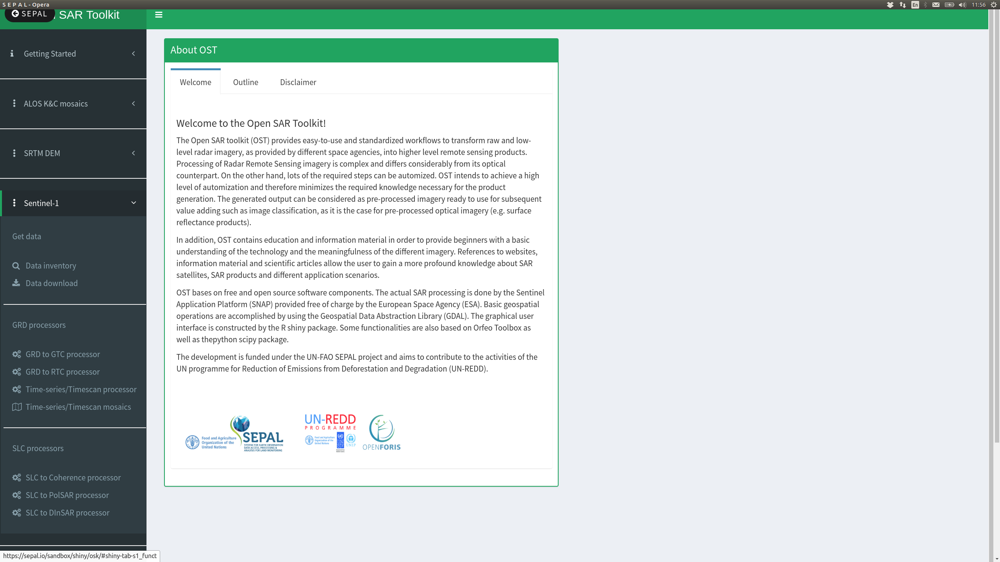 S E P A L - Opera
En
11:56
SEPAL
SAR Toolkit
Getting Started
ALOS K&C mosaics
SRTM DEM
Sentinel-1
Get data
Data inventory
Data download
GRD processors
GRD to GTC processor
GRD to RTC processor
Time-series/Timescan processor
Time-series/Timescan mosaics
SLC processors
SLC to Coherence processor
SLC to PolSAR processor
SLC to DInSAR processor
https://sepal.io/sandbox/shiny/osk/#shiny-tab-s1_funct
About OST
Welcome Outline Disclaimer
Welcome to the Open SAR Toolkit!
The Open SAR toolkit (OST) provides easy-to-use and standardized workflows to transform raw and low-
level radar imagery, as provided by different space agencies, into higher level remote sensing products.
Processing of Radar Remote Sensing imagery is complex and differs considerably from its optical
counterpart. On the other hand, lots of the required steps can be automized. OST intends to achieve a high
level of automization and therefore minimizes the required knowledge necessary for the product
generation. The generated output can be considered as pre-processed imagery ready to use for subsequent
value adding such as image classification, as it is the case for pre-processed optical imagery (e.g. surface
reflectance products).
In addition, OST contains education and information material in order to provide beginners with a basic
understanding of the technology and the meaningfulness of the different imagery. References to websites,
information material and scientific articles allow the user to gain a more profound knowledge about SAR
satellites, SAR products and different application scenarios.
OST bases on free and open source software components. The actual SAR processing is done by the Sentinel
Application Platform (SNAP) provided free of charge by the European Space Agency (ESA). Basic geospatial
operations are accomplished by using the Geospatial Data Abstraction Library (GDAL). The graphical user
interface is constructed by the R shiny package. Some functionalities are also based on Orfeo Toolbox as
well as thepython scipy package.
The development is funded under the UN-FAO SEPAL project and aims to contribute to the activities of the
UN programme for Reduction of Emissions from Deforestation and Degradation (UN-REDD).
Food and Agriculture
Organization of the
United Nations
SEPAL
SYSTEM FOR EARTH OBSERVATION
DATA ACCESS, PROCESSING &
ANALYSIS FOR LAND MONITORING
UN-REDD
PROGRAMME
Food and Agriculture
Organization of the
United Nations
UN
DP
UNEP
OPENFORIS